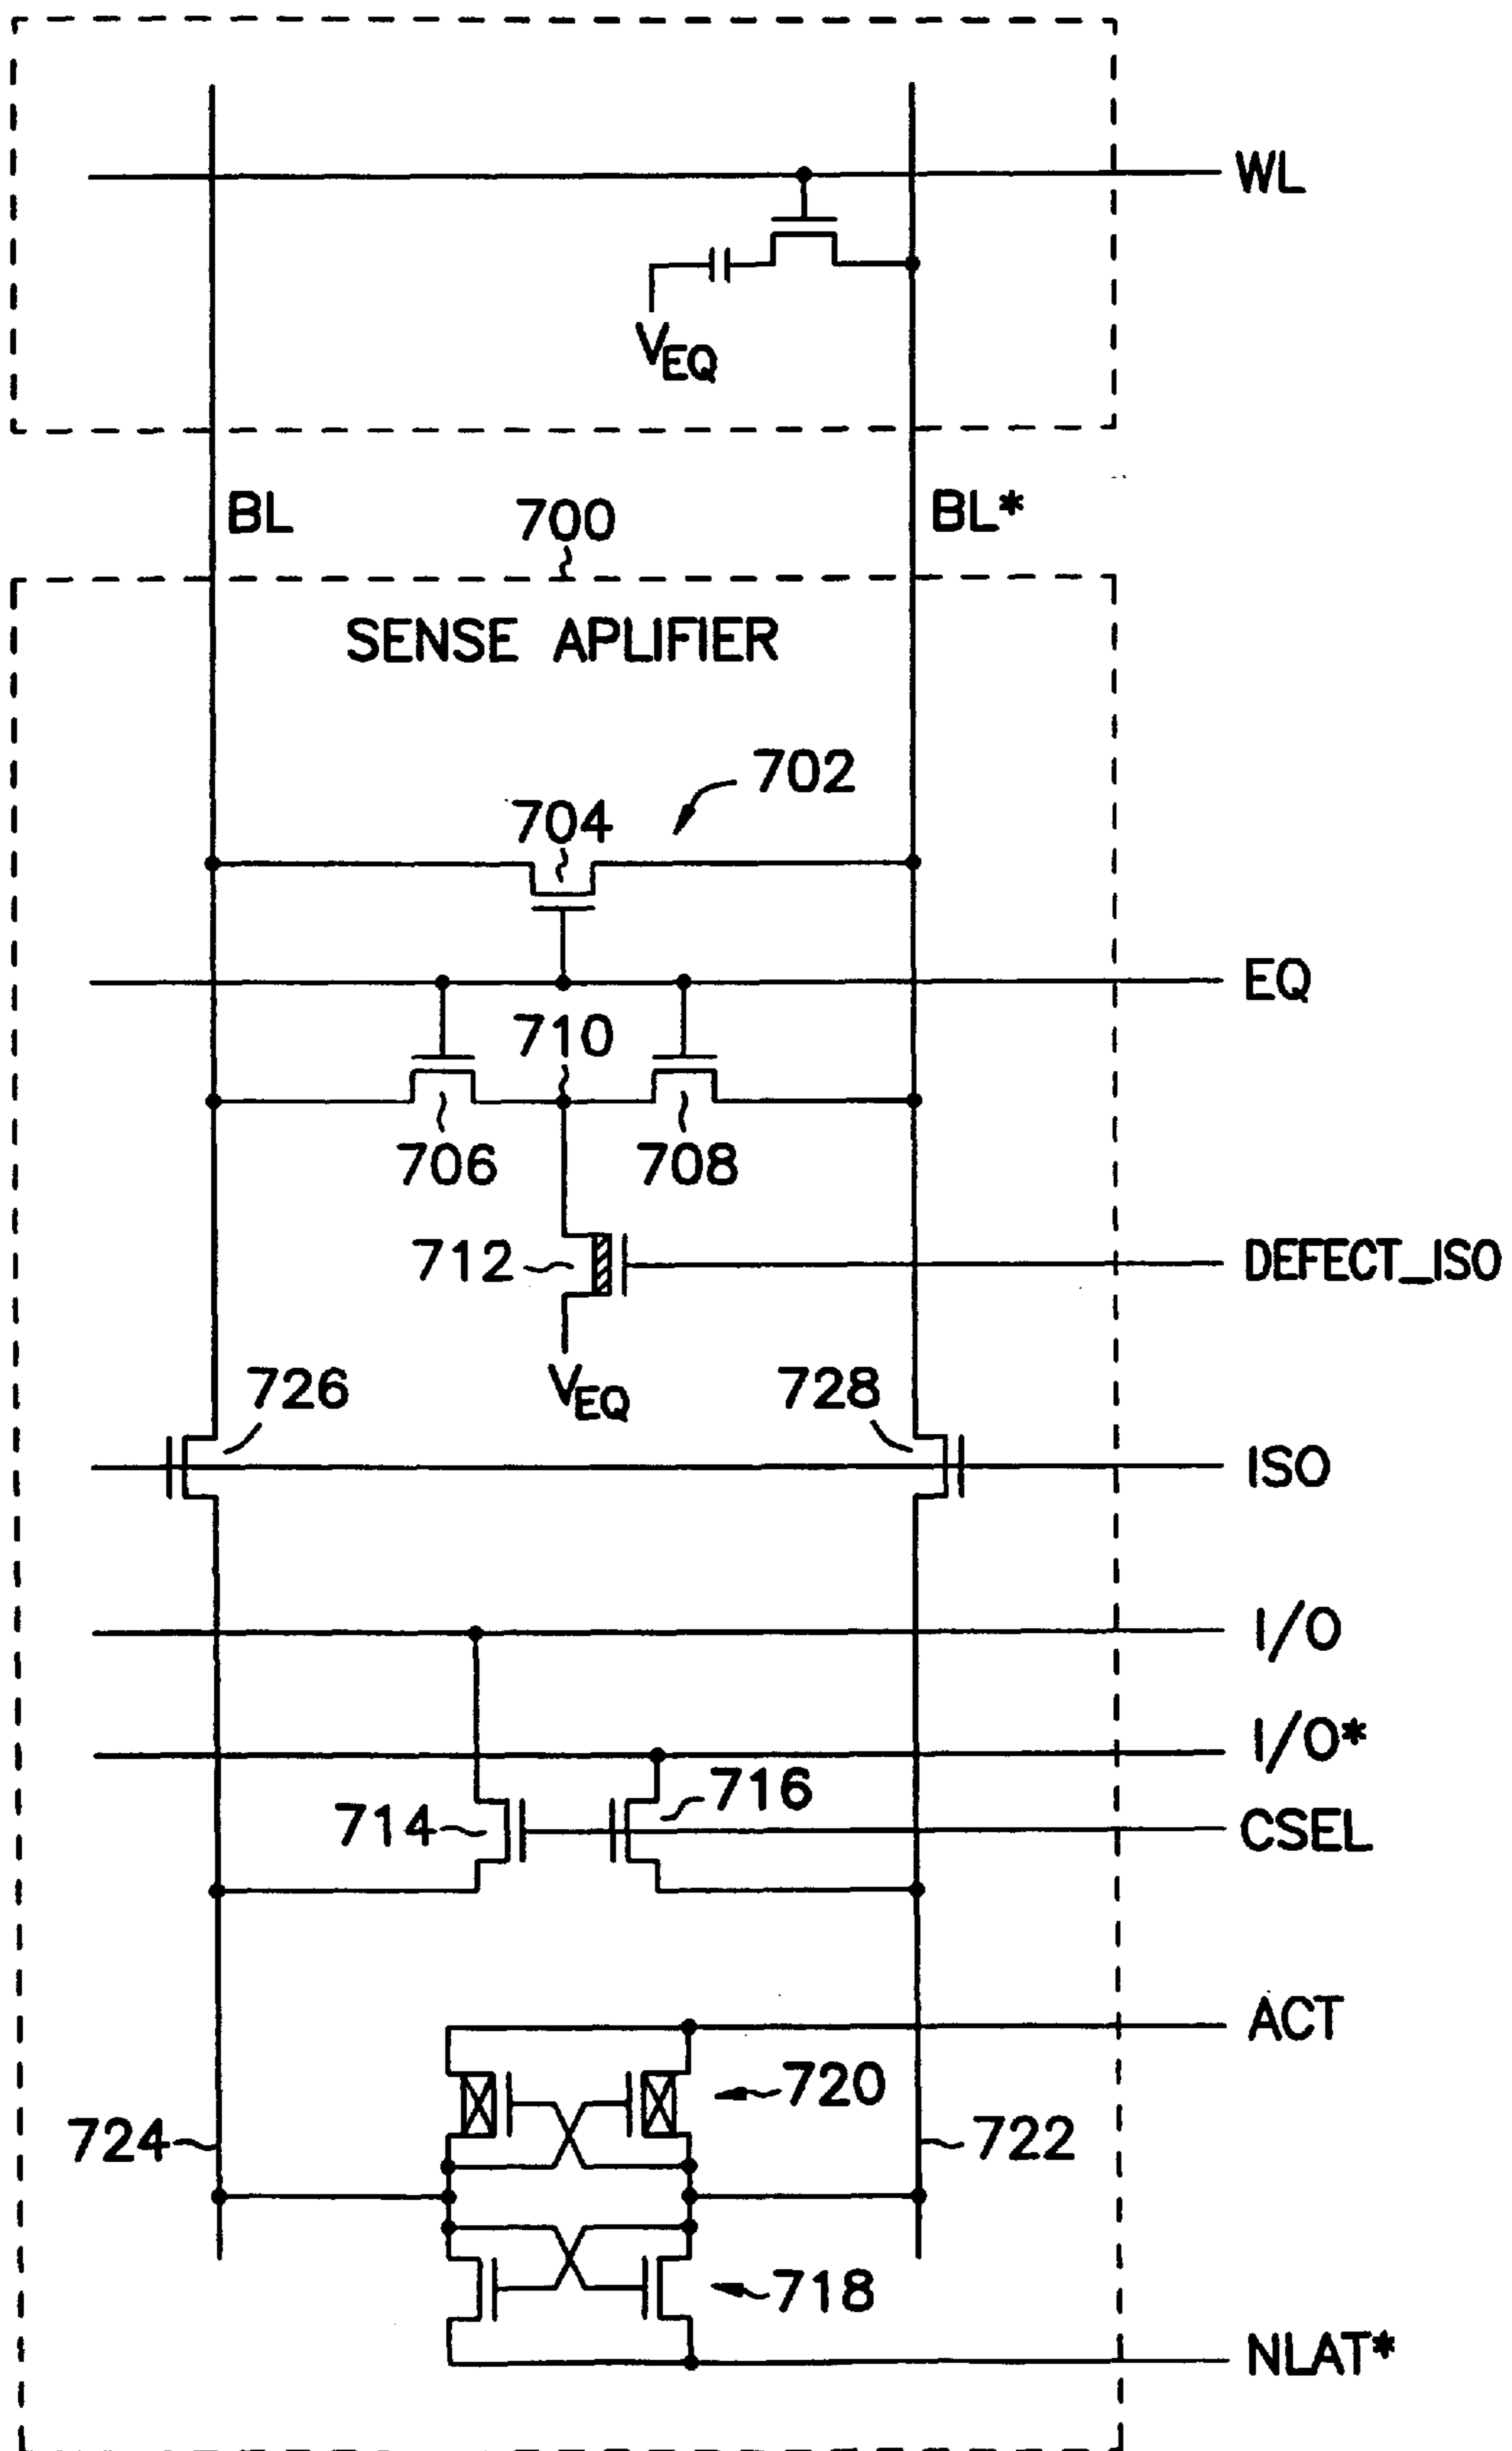 WL
VEQ
BL
700
BL*
SENSE APLIFIER
702
704
EQ
710
706
708
712
DEFECT_ISO
VEQ
726
728
ISO
I/O
I/O*
716
714
CSEL
ACT
720
724
722
718
NLAT*